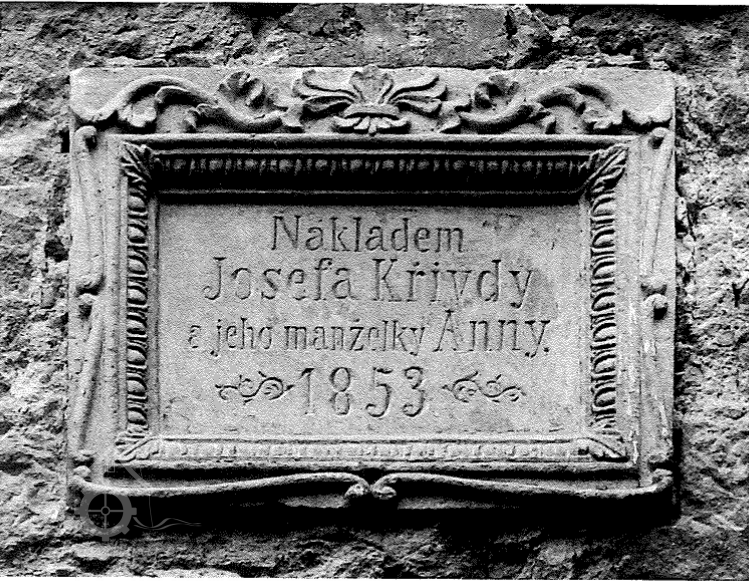 Nákladem
Josefa Křivdy
a jeho manželky Anny,
1853